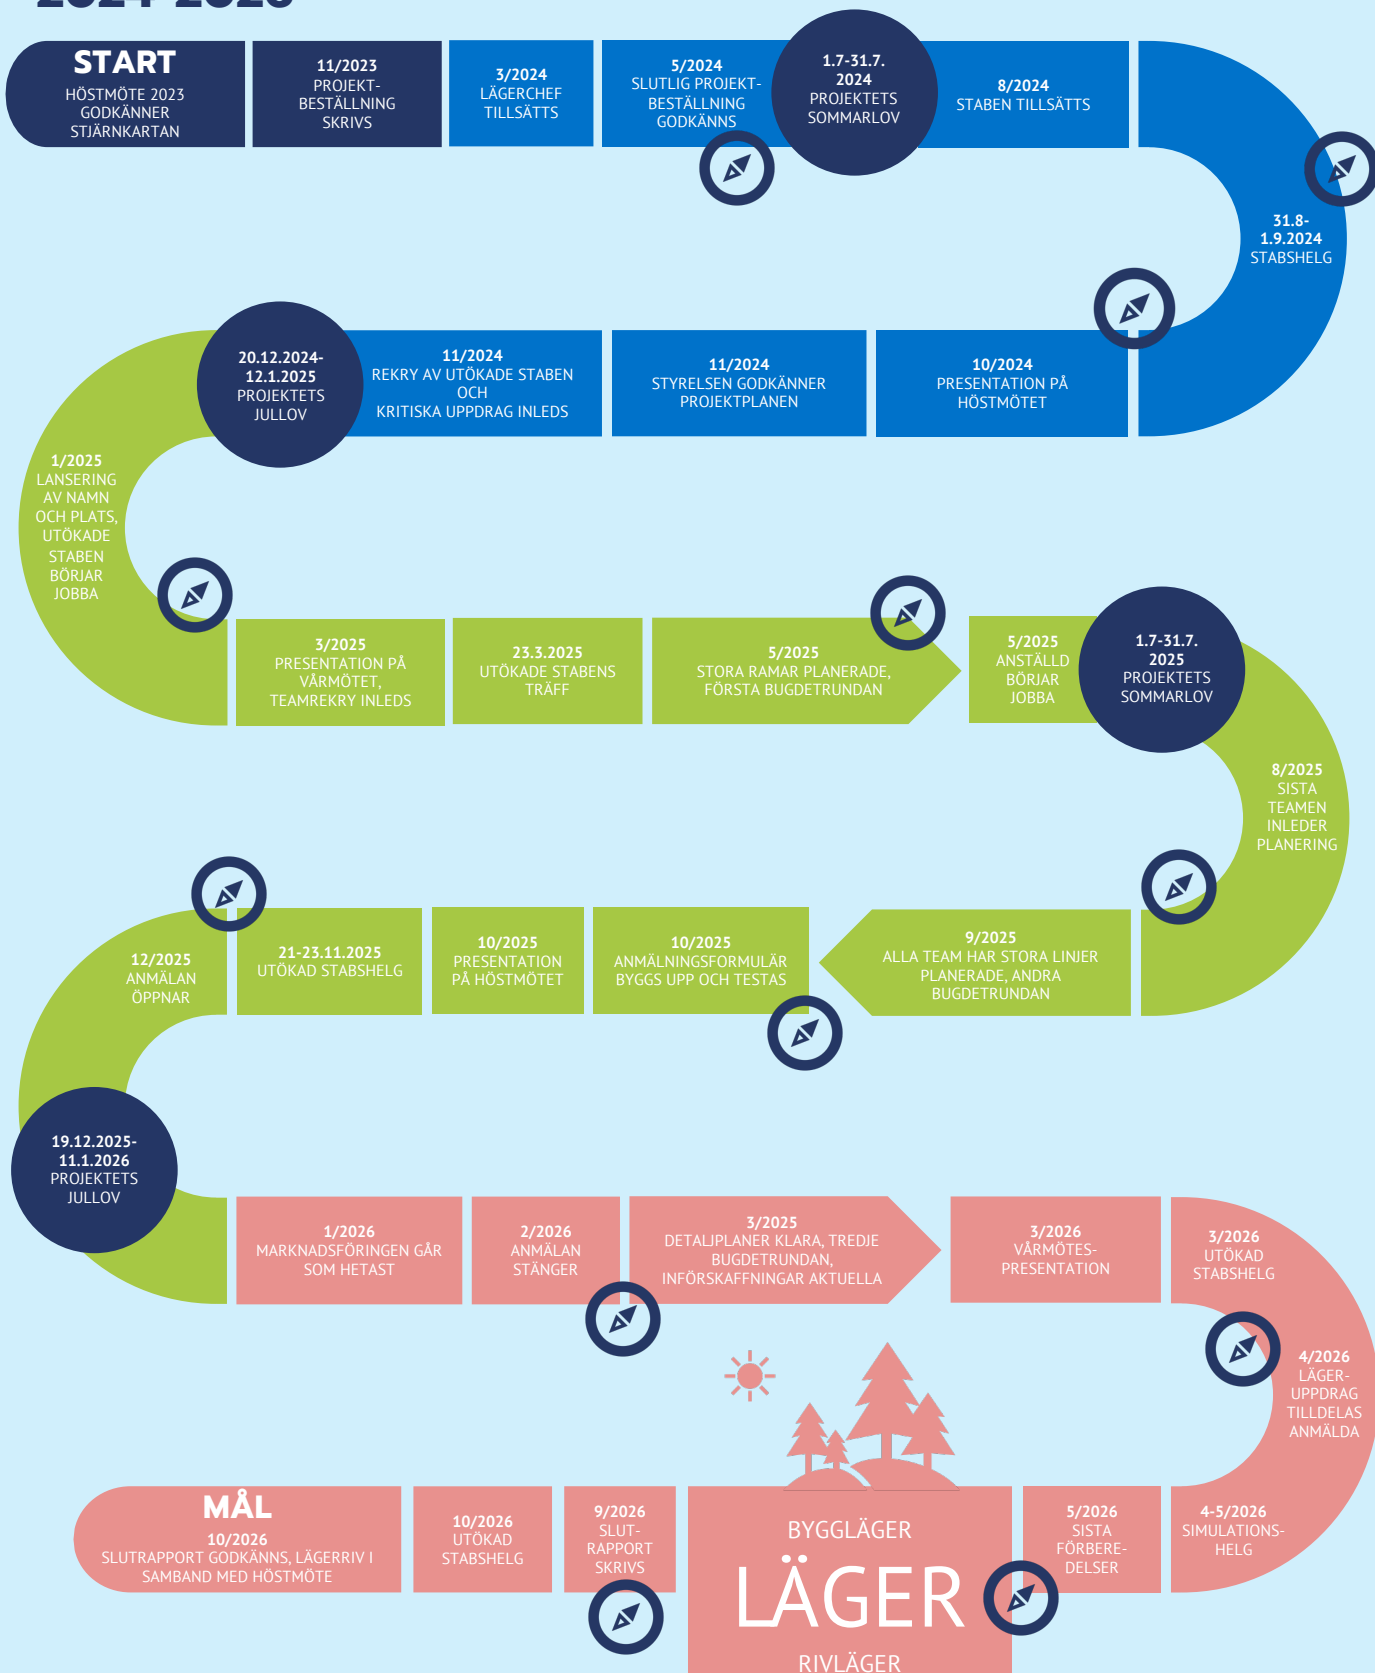 2024-2026
START
HÖSTMÖTE 2023
GODKÄNNER
STJÄRNKARTAN
11/2023
PROJEKT-
BESTÄLLNING
SKRIVS
3/2024
LÄGERCHEF
TILLSÄTTS
5/2024
SLUTLIG PROJEKT-
BESTÄLLNING
GODKÄNNS
1.7-31.7.
2024
PROJEKTETS
SOMMARLOV
8/2024
STABEN TILLSÄTTS
31.8-
1.9.2024
STABSHELG
10/2024
PRESENTATION PÅ
HÖSTMÖTET
11/2024
STYRELSEN GODKÄNNER
PROJEKTPLANEN
11/2024
REKRY AV UTÖKADE STABEN
OCH
KRITISKA UPPDRAG INLEDS
20.12.2024-
12.1.2025
PROJEKTETS
JULLOV
1/2025
LANSERING
AV NAMN
OCH PLATS,
UTÖKADE
STABEN
BÖRJAR
JOBBA
3/2025
PRESENTATION PÅ
VÅRMÖTET,
TEAMREKRY INLEDS
23.3.2025
UTÖKADE STABENS
TRÄFF
5/2025
STORA RAMAR PLANERADE,
FÖRSTA BUGDETRUNDAN
5/2025
ANSTÄLLD
BÖRJAR
JOBBA
1.7-31.7.
2025
PROJEKTETS
SOMMARLOV
8/2025
SISTA
TEAMEN
INLEDER
PLANERING
9/2025
ALLA TEAM HAR STORA LINJER
PLANERADE, ANDRA
BUGDETRUNDAN
10/2025
ANMÄLNINGSFORMULÄR
BYGGS UPP OCH TESTAS
10/2025
PRESENTATION
PÅ HÖSTMÖTET
21-23.11.2025
UTÖKAD STABSHELG
12/2025
ANMÄLAN
ÖPPNAR
19.12.2025-
11.1.2026
PROJEKTETS
JULLOV
1/2026
MARKNADSFÖRINGEN GÅR
SOM HETAST
2/2026
ANMÄLAN
STÄNGER
3/2025
DETALJPLANER KLARA, TREDJE
BUGDETRUNDAN,
INFÖRSKAFFNINGAR AKTUELLA
3/2026
VÅRMÖTES-
PRESENTATION
3/2026
UTÖKAD
STABSHELG
4/2026
LÄGER-
UPPDRAG
TILLDELAS
ANMÄLDA
4-5/2026
SIMULATIONS-
HELG
5/2026
SISTA
FÖRBERE-
DELSER
BYGGLÄGER
LÄGER
RIVLÄGER
9/2026
SLUT-
RAPPORT
SKRIVS
10/2026
UTÖKAD
STABSHELG
MÅL
10/2026
SLUTRAPPORT GODKÄNNS, LÄGERRIV I
SAMBAND MED HÖSTMÖTE